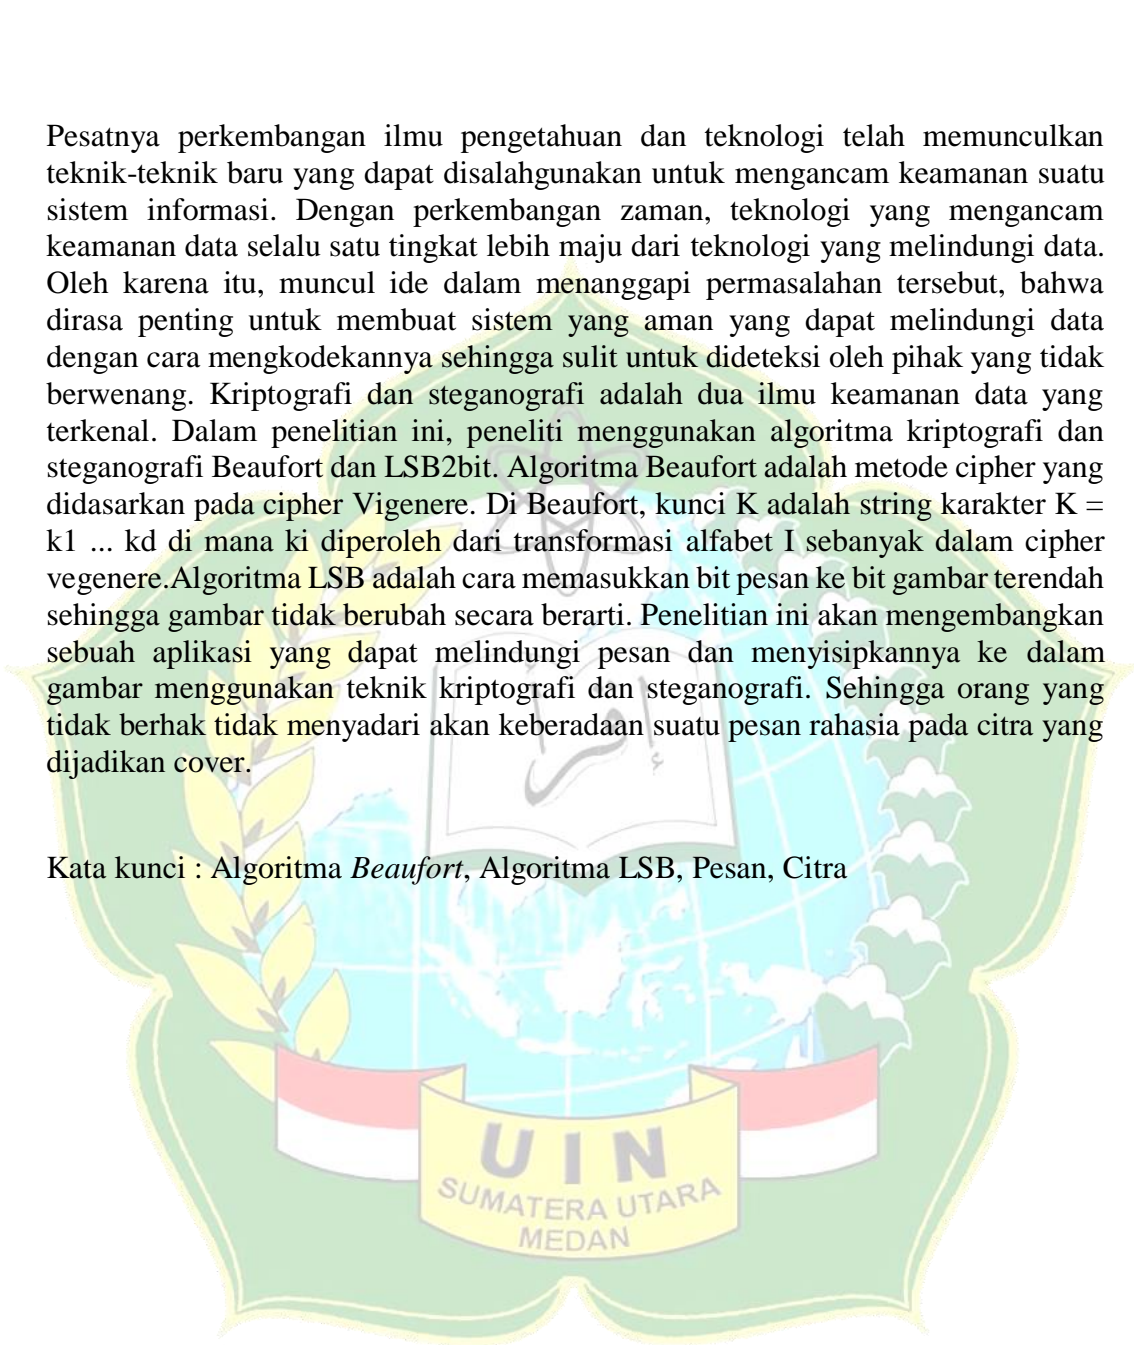 Pesatnya perkembangan ilmu pengetahuan dan teknologi telah memunculkan
teknik-teknik baru yang dapat disalahgunakan untuk mengancam keamanan suatu
sistem informasi. Dengan perkembangan zaman, teknologi yang mengancam
keamanan data selalu satu tingkat lebih maju dari teknologi yang melindungi data.
Oleh karena itu, muncul ide dalam menanggapi permasalahan tersebut, bahwa
dirasa penting untuk membuat sistem yang aman yang dapat melindungi data
dengan cara mengkodekannya sehingga sulit untuk dideteksi oleh pihak yang tidak
berwenang. Kriptografi dan steganografi adalah dua ilmu keamanan data yang
terkenal. Dalam penelitian ini, peneliti menggunakan algoritma kriptografi dan
steganografi Beaufort dan LSB2bit. Algoritma Beaufort adalah metode cipher yang
didasarkan pada cipher Vigenere. Di Beaufort, kunci K adalah string karakter K =
k1 ... kd di mana ki diperoleh dari transformasi alfabet I sebanyak dalam cipher
vegenere.Algoritma LSB adalah cara memasukkan bit pesan ke bit gambar terendah
sehingga gambar tidak berubah secara berarti. Penelitian ini akan mengembangkan
sebuah aplikasi yang dapat melindungi pesan dan menyisipkannya ke dalam
gambar menggunakan teknik kriptografi dan steganografi. Sehingga orang yang
tidak berhak tidak menyadari akan keberadaan suatu pesan rahasia pada citra yang
dijadikan cover.
إقرأ
Kata kunci : Algoritma Beaufort, Algoritma LSB, Pesan, Citra
UIN
SUMATERA UTARA
MEDAN